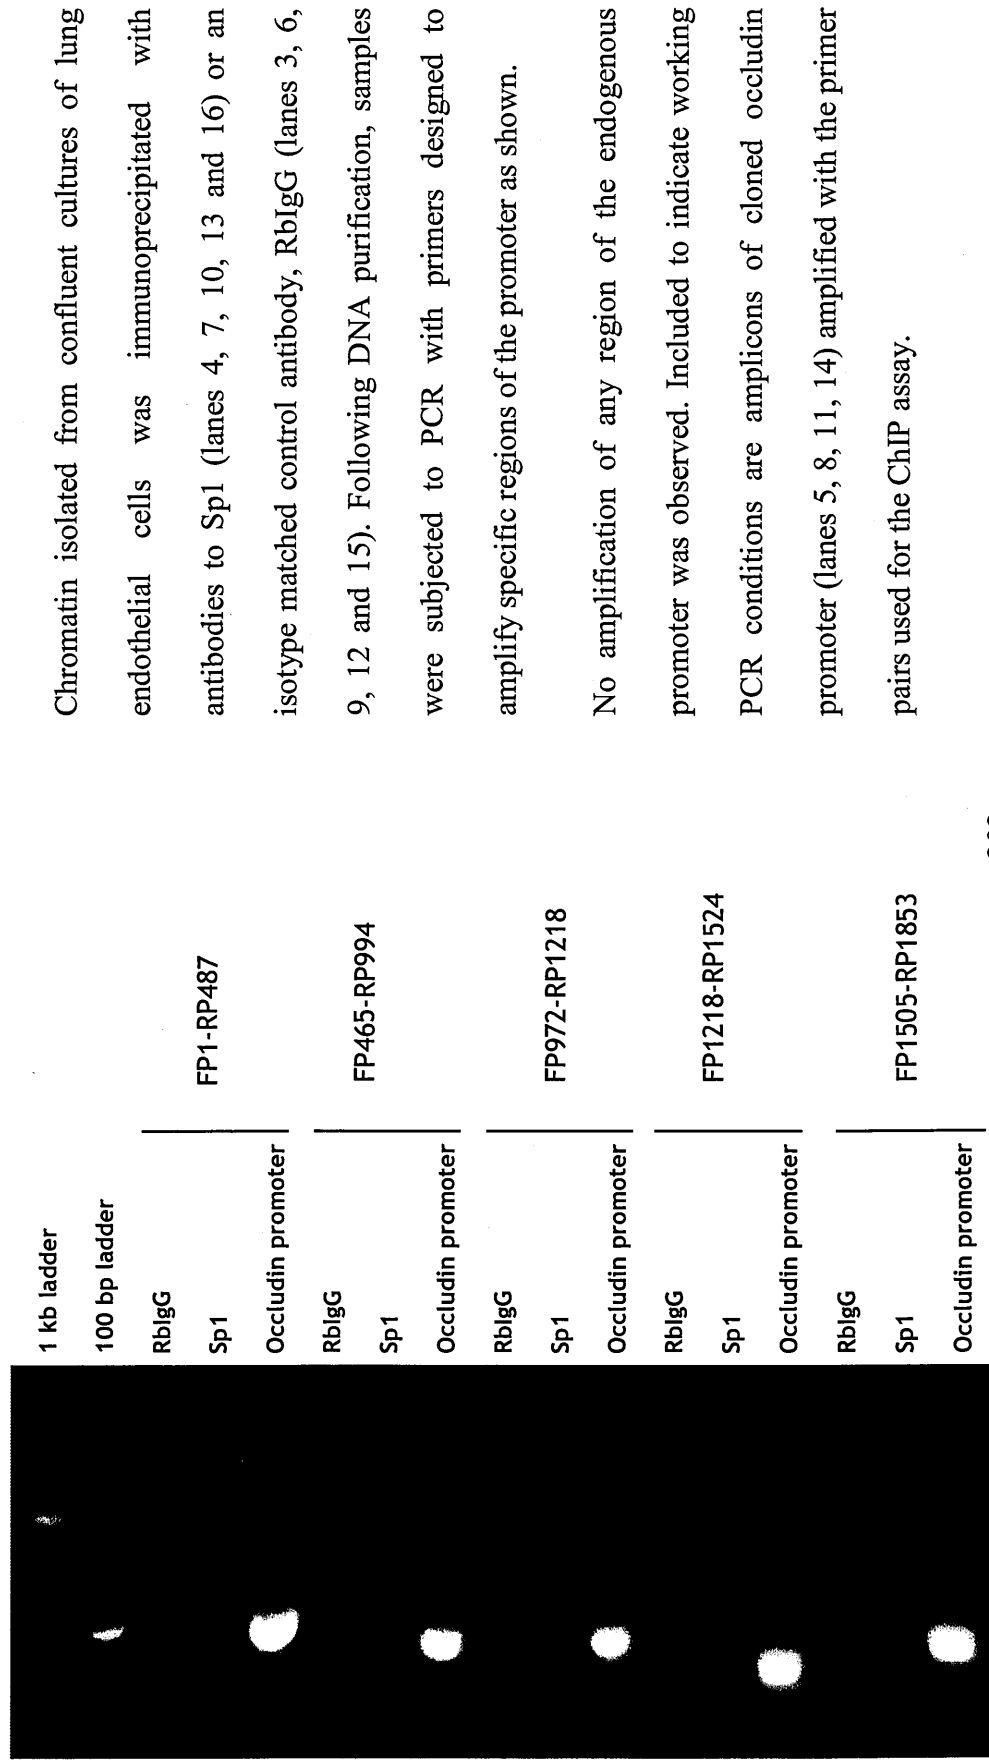 1 kb ladder
100 bp ladder
RbIgG
Sp1
Occludin promoter
FP1-RP487
RbIgG
Sp1
Occludin promoter
FP465-RP994
RbIgG
Sp1
Occludin promoter
FP972-RP1218
RbIgG
Sp1
Occludin promoter
FP1218-RP1524
RbIgG
Sp1
Occludin promoter
FP1505-RP1853
Chromatin isolated from confluent cultures of lung
endothelial cells was immunoprecipitated with
antibodies to Sp1 (lanes 4, 7, 10, 13 and 16) or an
isotype matched control antibody, RbIgG (lanes 3, 6,
9, 12 and 15). Following DNA purification, samples
were subjected to PCR with primers designed to
amplify specific regions of the promoter as shown.
No amplification of any region of the endogenous
promoter was observed. Included to indicate working
PCR conditions are amplicons of cloned occludin
promoter (lanes 5, 8, 11, 14) amplified with the primer
pairs used for the ChIP assay.